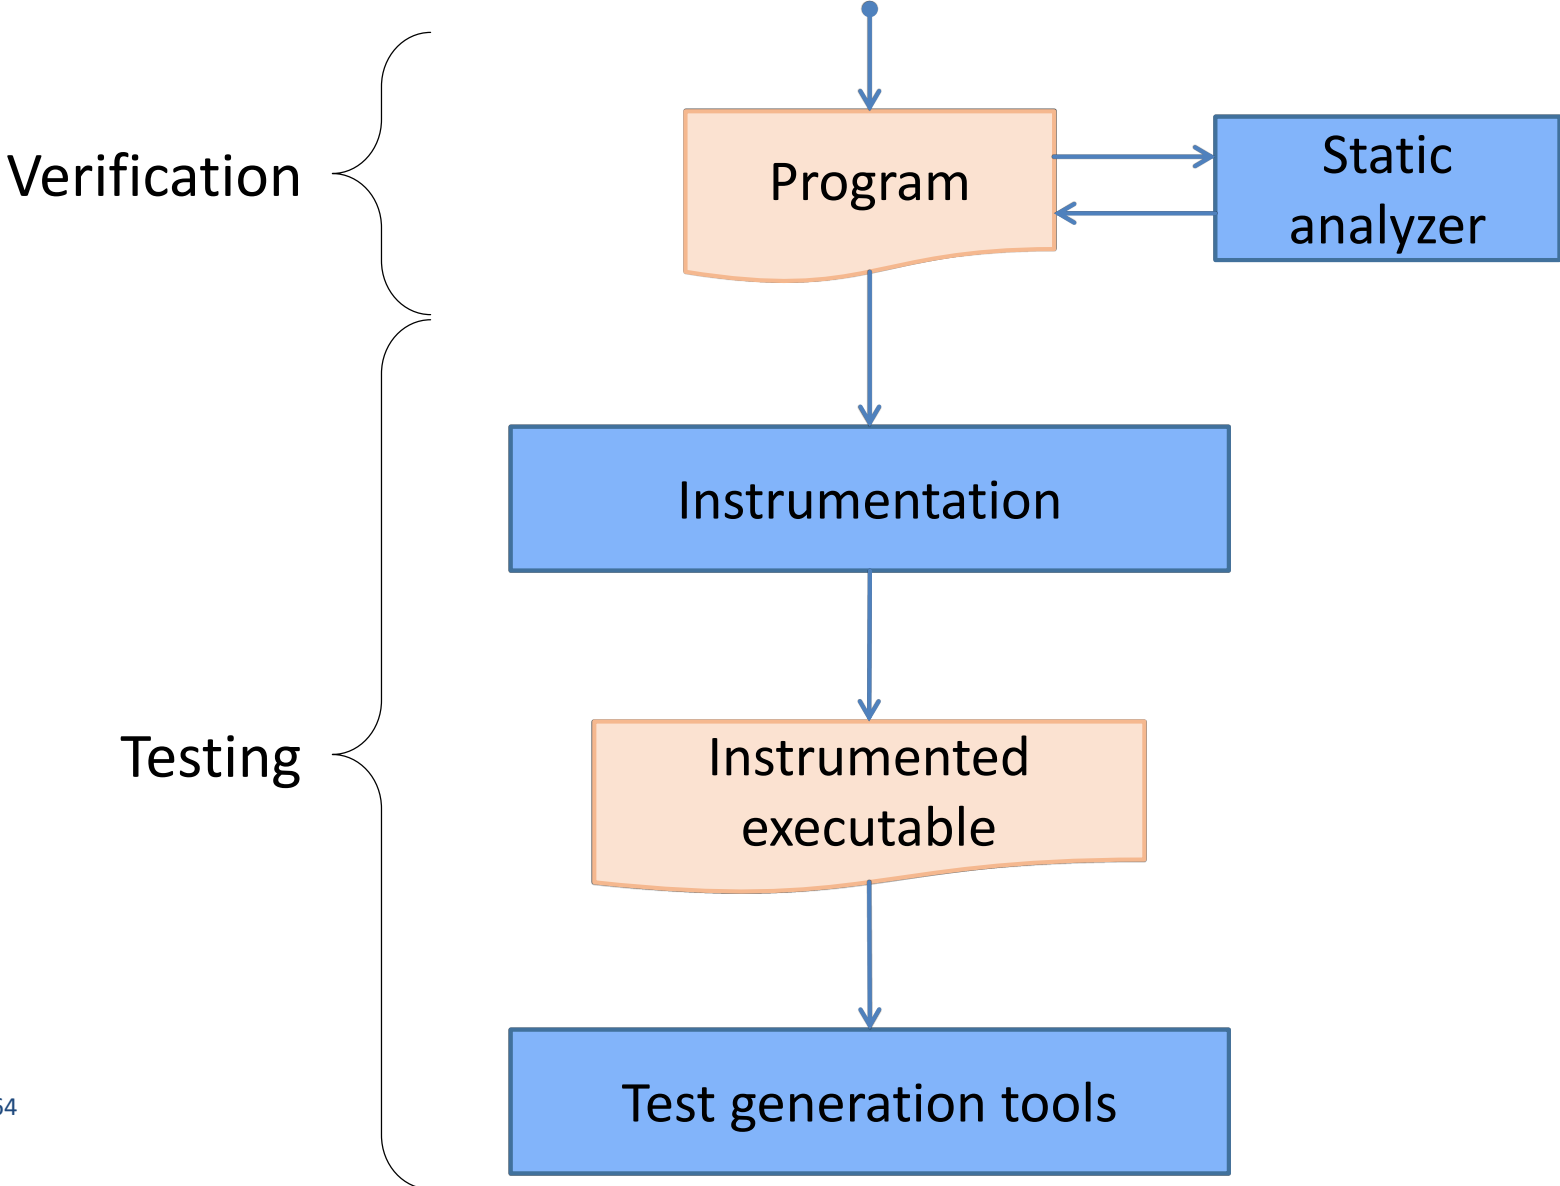 Verification
Program
Static
analyzer
Instrumentation
Testing
Instrumented
executable
Test generation tools